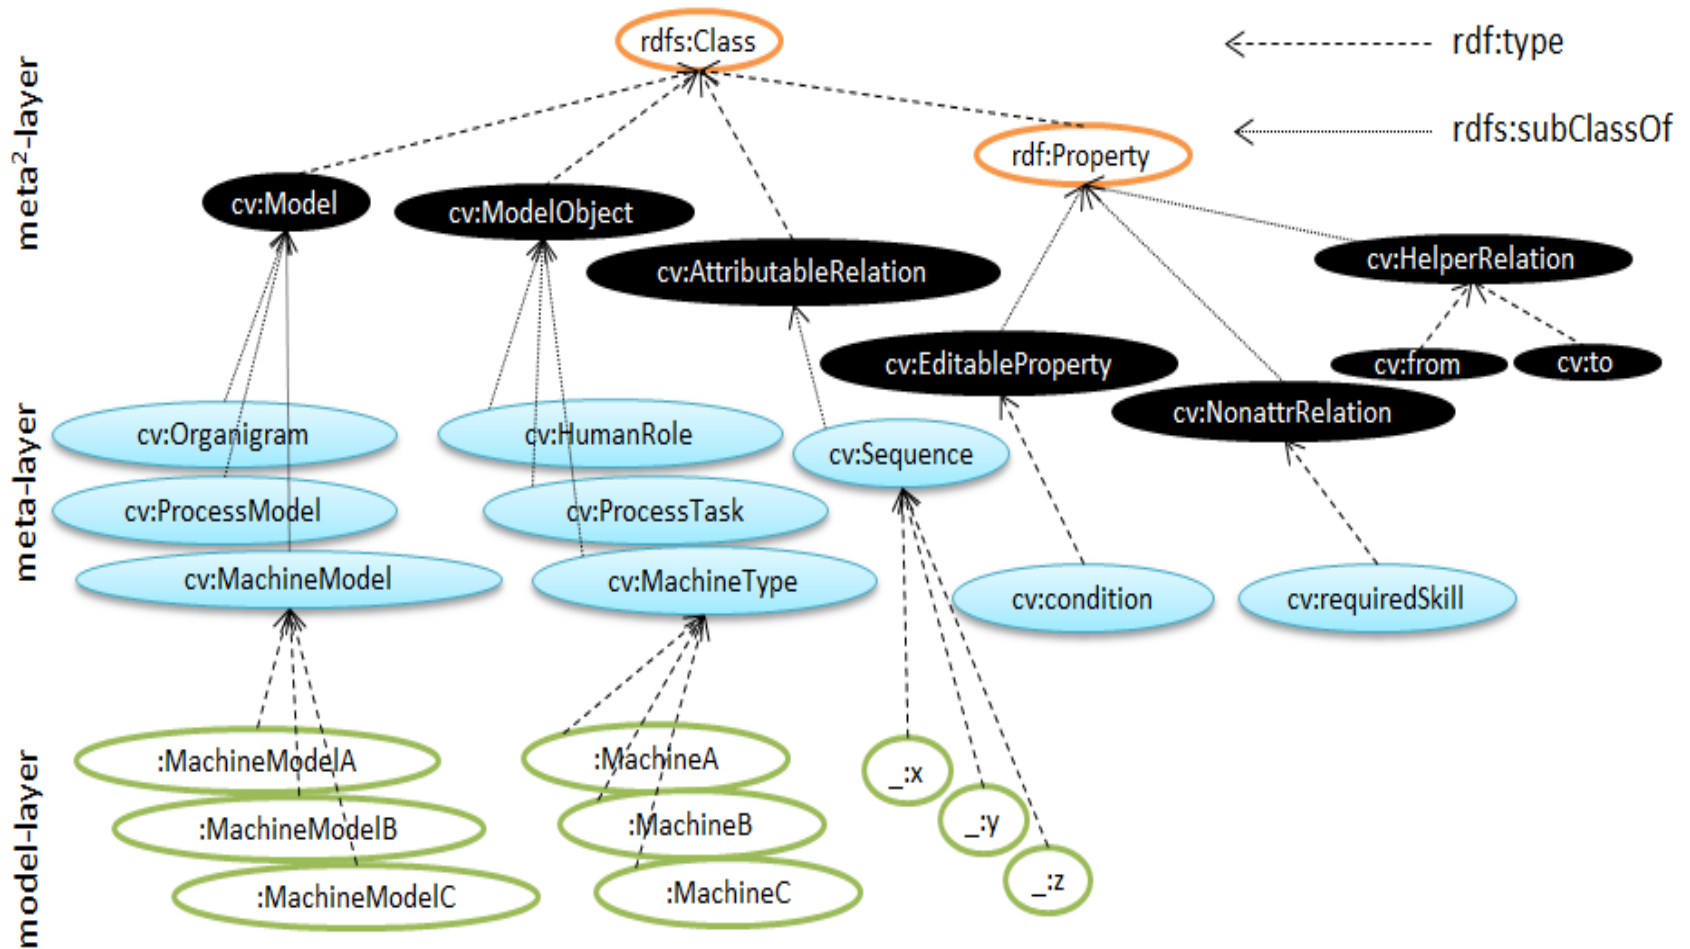 rdfs:Class
rdf:type
rdfs:subClassOf
rdf:Property
meta²-layer
cv:Model
cv:ModelObject
cv:AttributableRelation
cv:HelperRelation
cv:EditableProperty
cv:from
cv:to
cv:NonattrRelation
meta-layer
cv:Organigram
cv:HumanRole
cv:Sequence
cv:ProcessModel
cv:ProcessTask
cv:MachineModel
cv:MachineType
cv:condition
cv:requiredSkill
model-layer
:MachineModelA
:MachineA
_:x
:MachineModelB
:MachineB
_:y
:MachineModelC
:MachineC
_:z